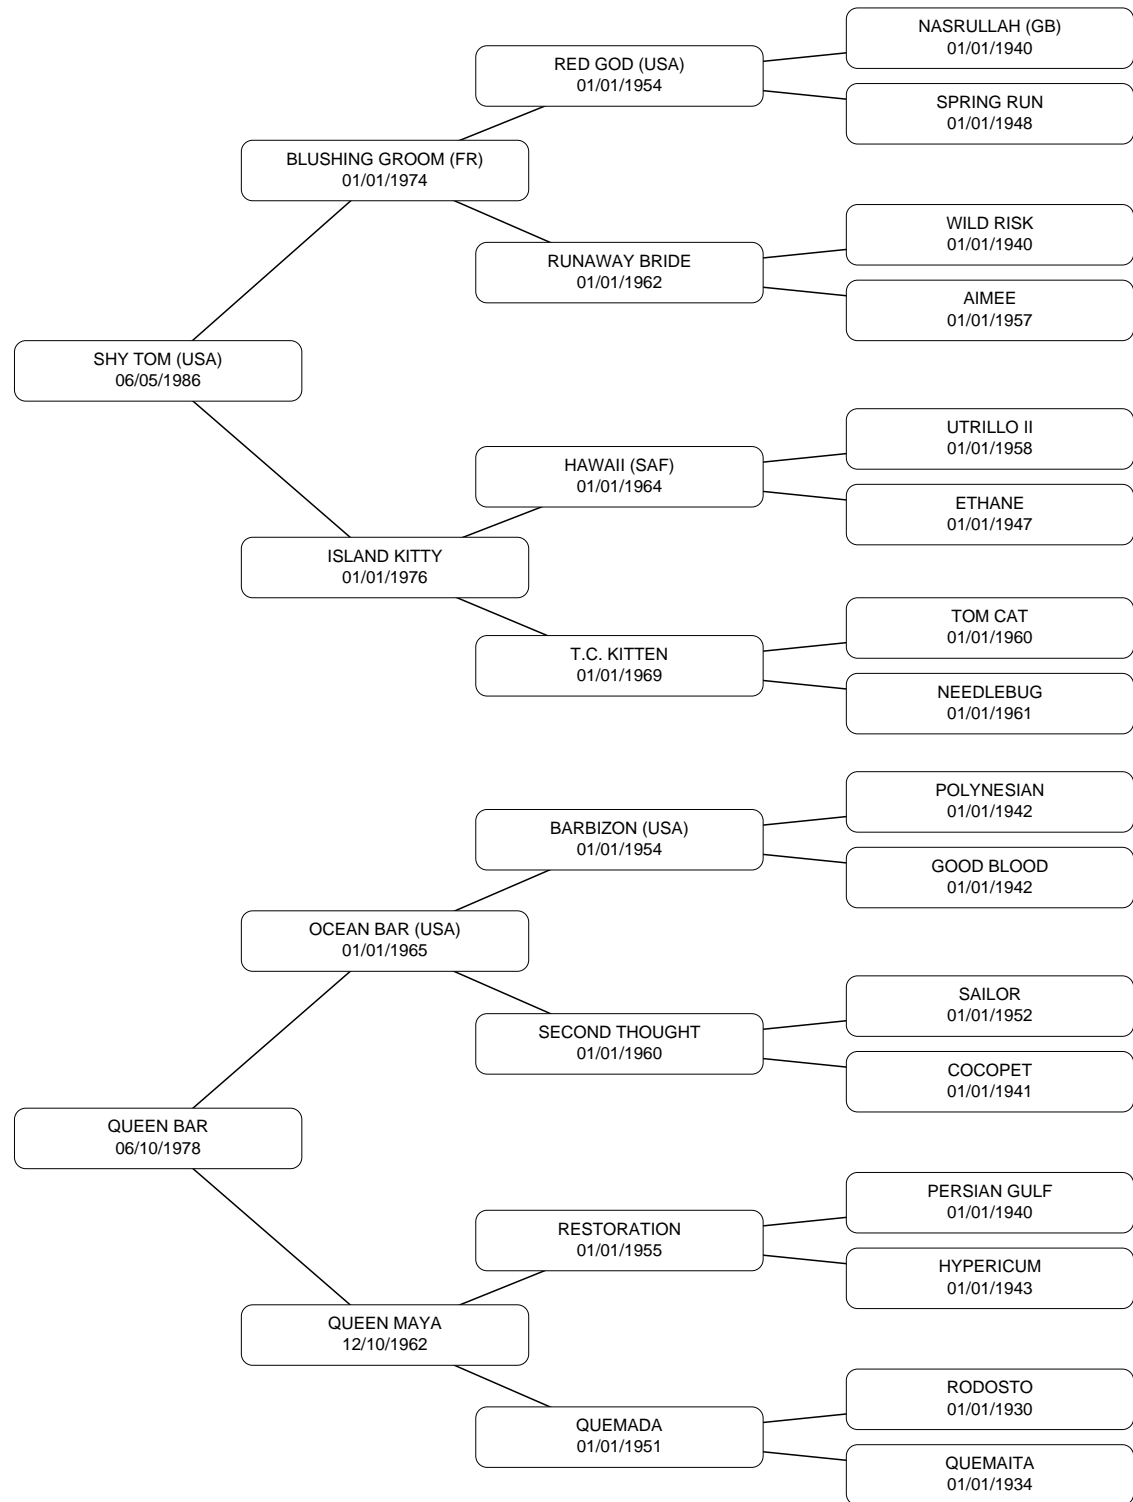 NASRULLAH (GB)
01/01/1940
RED GOD (USA)
01/01/1954
SPRING RUN
01/01/1948
BLUSHING GROOM (FR)
01/01/1974
WILD RISK
01/01/1940
RUNAWAY BRIDE
01/01/1962
AIMEE
01/01/1957
SHY TOM (USA)
06/05/1986
UTRILLO II
01/01/1958
HAWAII (SAF)
01/01/1964
ETHANE
01/01/1947
ISLAND KITTY
01/01/1976
TOM CAT
01/01/1960
T.C. KITTEN
01/01/1969
NEEDLEBUG
01/01/1961
POLYNESIAN
01/01/1942
BARBIZON (USA)
01/01/1954
GOOD BLOOD
01/01/1942
OCEAN BAR (USA)
01/01/1965
SAILOR
01/01/1952
SECOND THOUGHT
01/01/1960
COCOPET
01/01/1941
QUEEN BAR
06/10/1978
PERSIAN GULF
01/01/1940
RESTORATION
01/01/1955
HYPERICUM
01/01/1943
QUEEN MAYA
12/10/1962
RODOSTO
01/01/1930
QUEMADA
01/01/1951
QUEMAITA
01/01/1934